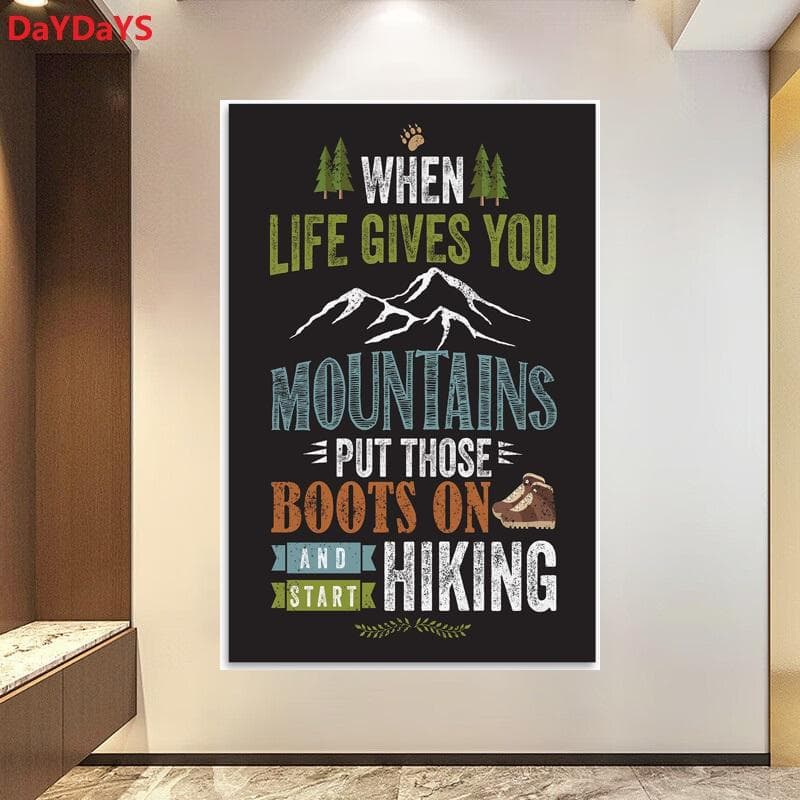 DaYDaYS
WHEN
LIFE GIVES YOU
MOUNTAINS
PUT THOSE
BOOTS ON
AND
START
HIKING